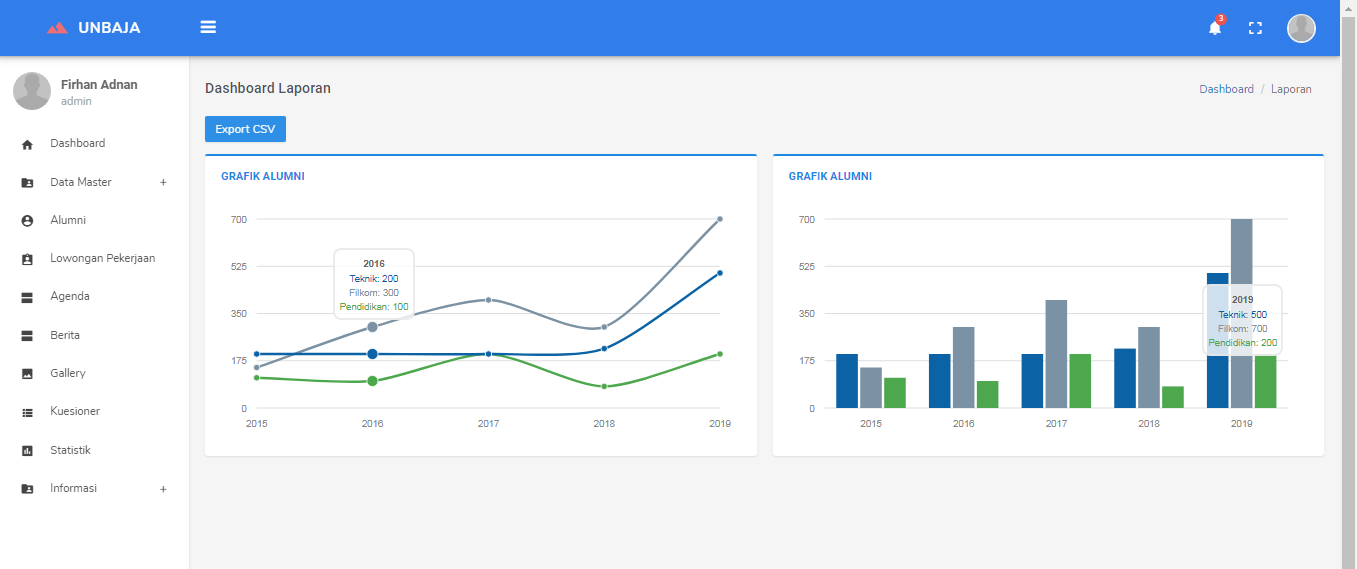 UNBAJA
3
Firhan Adnan
admin
Dashboard
Data Master +
Alumni
Lowongan Pekerjaan
Agenda
Berita
Gallery
Kuesioner
Statistik
Informasi +
Dashboard Laporan
Dashboard / Laporan
Export CSV
GRAFIK ALUMNI
700
525
350
175
0
2015 2016 2017 2018 2019
2016
Teknik: 200
Filkom: 300
Pendidikan: 100
GRAFIK ALUMNI
700
525
350
175
0
2015 2016 2017 2018 2019
2019
Teknik: 500
Filkom: 700
Pendidikan: 200